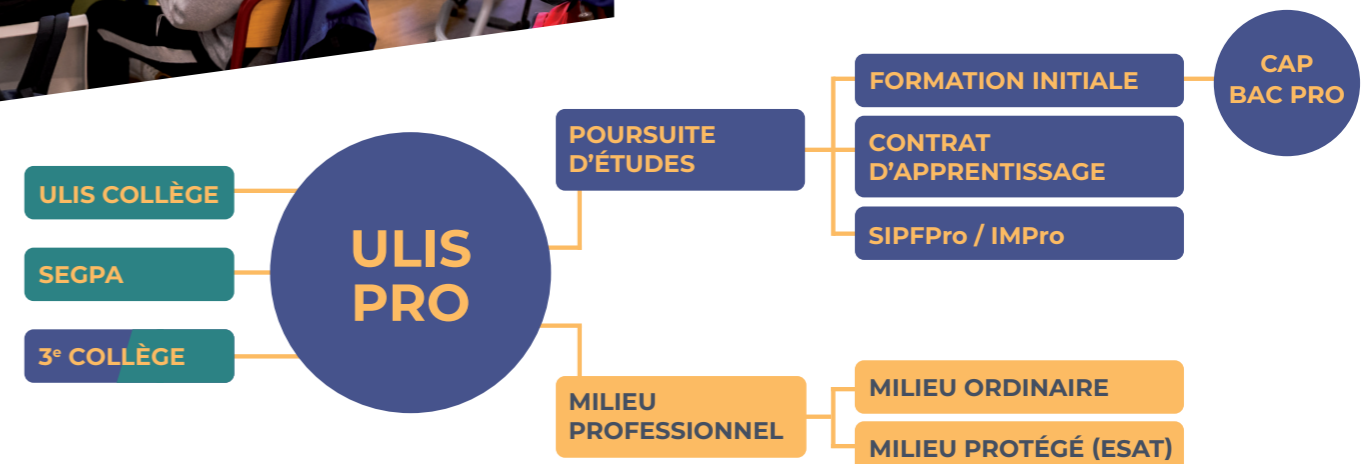 ULIS COLLÈGE
SEGPA
3e COLLÈGE
ULIS
PRO
POURSUITE
D'ÉTUDES
FORMATION INITIALE
CAP
BAC PRO
CONTRAT
D'APPRENTISSAGE
SIPFPro / IMPro
MILIEU
PROFESSIONNEL
MILIEU ORDINAIRE
MILIEU PROTÉGÉ (ESAT)